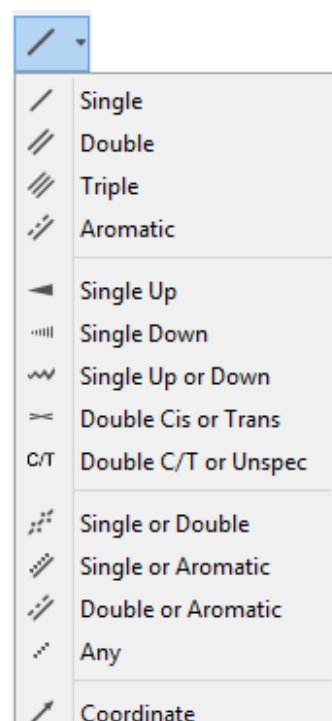 Single
Double
Triple
Aromatic
Single Up
Single Down
Single Up or Down
Double Cis or Trans
C/T Double C/T or Unspec
Single or Double
Single or Aromatic
Double or Aromatic
Any
Coordinate